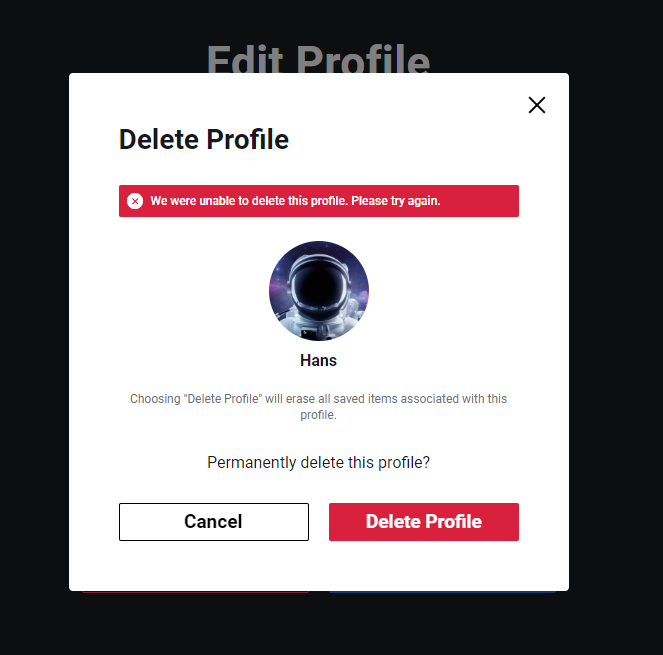 Edit Profile
Delete Profile
We were unable to delete this profile. Please try again.
Hans
Choosing "Delete Profile" will erase all saved items associated with this
profile.
Permanently delete this profile?
Cancel
Delete Profile